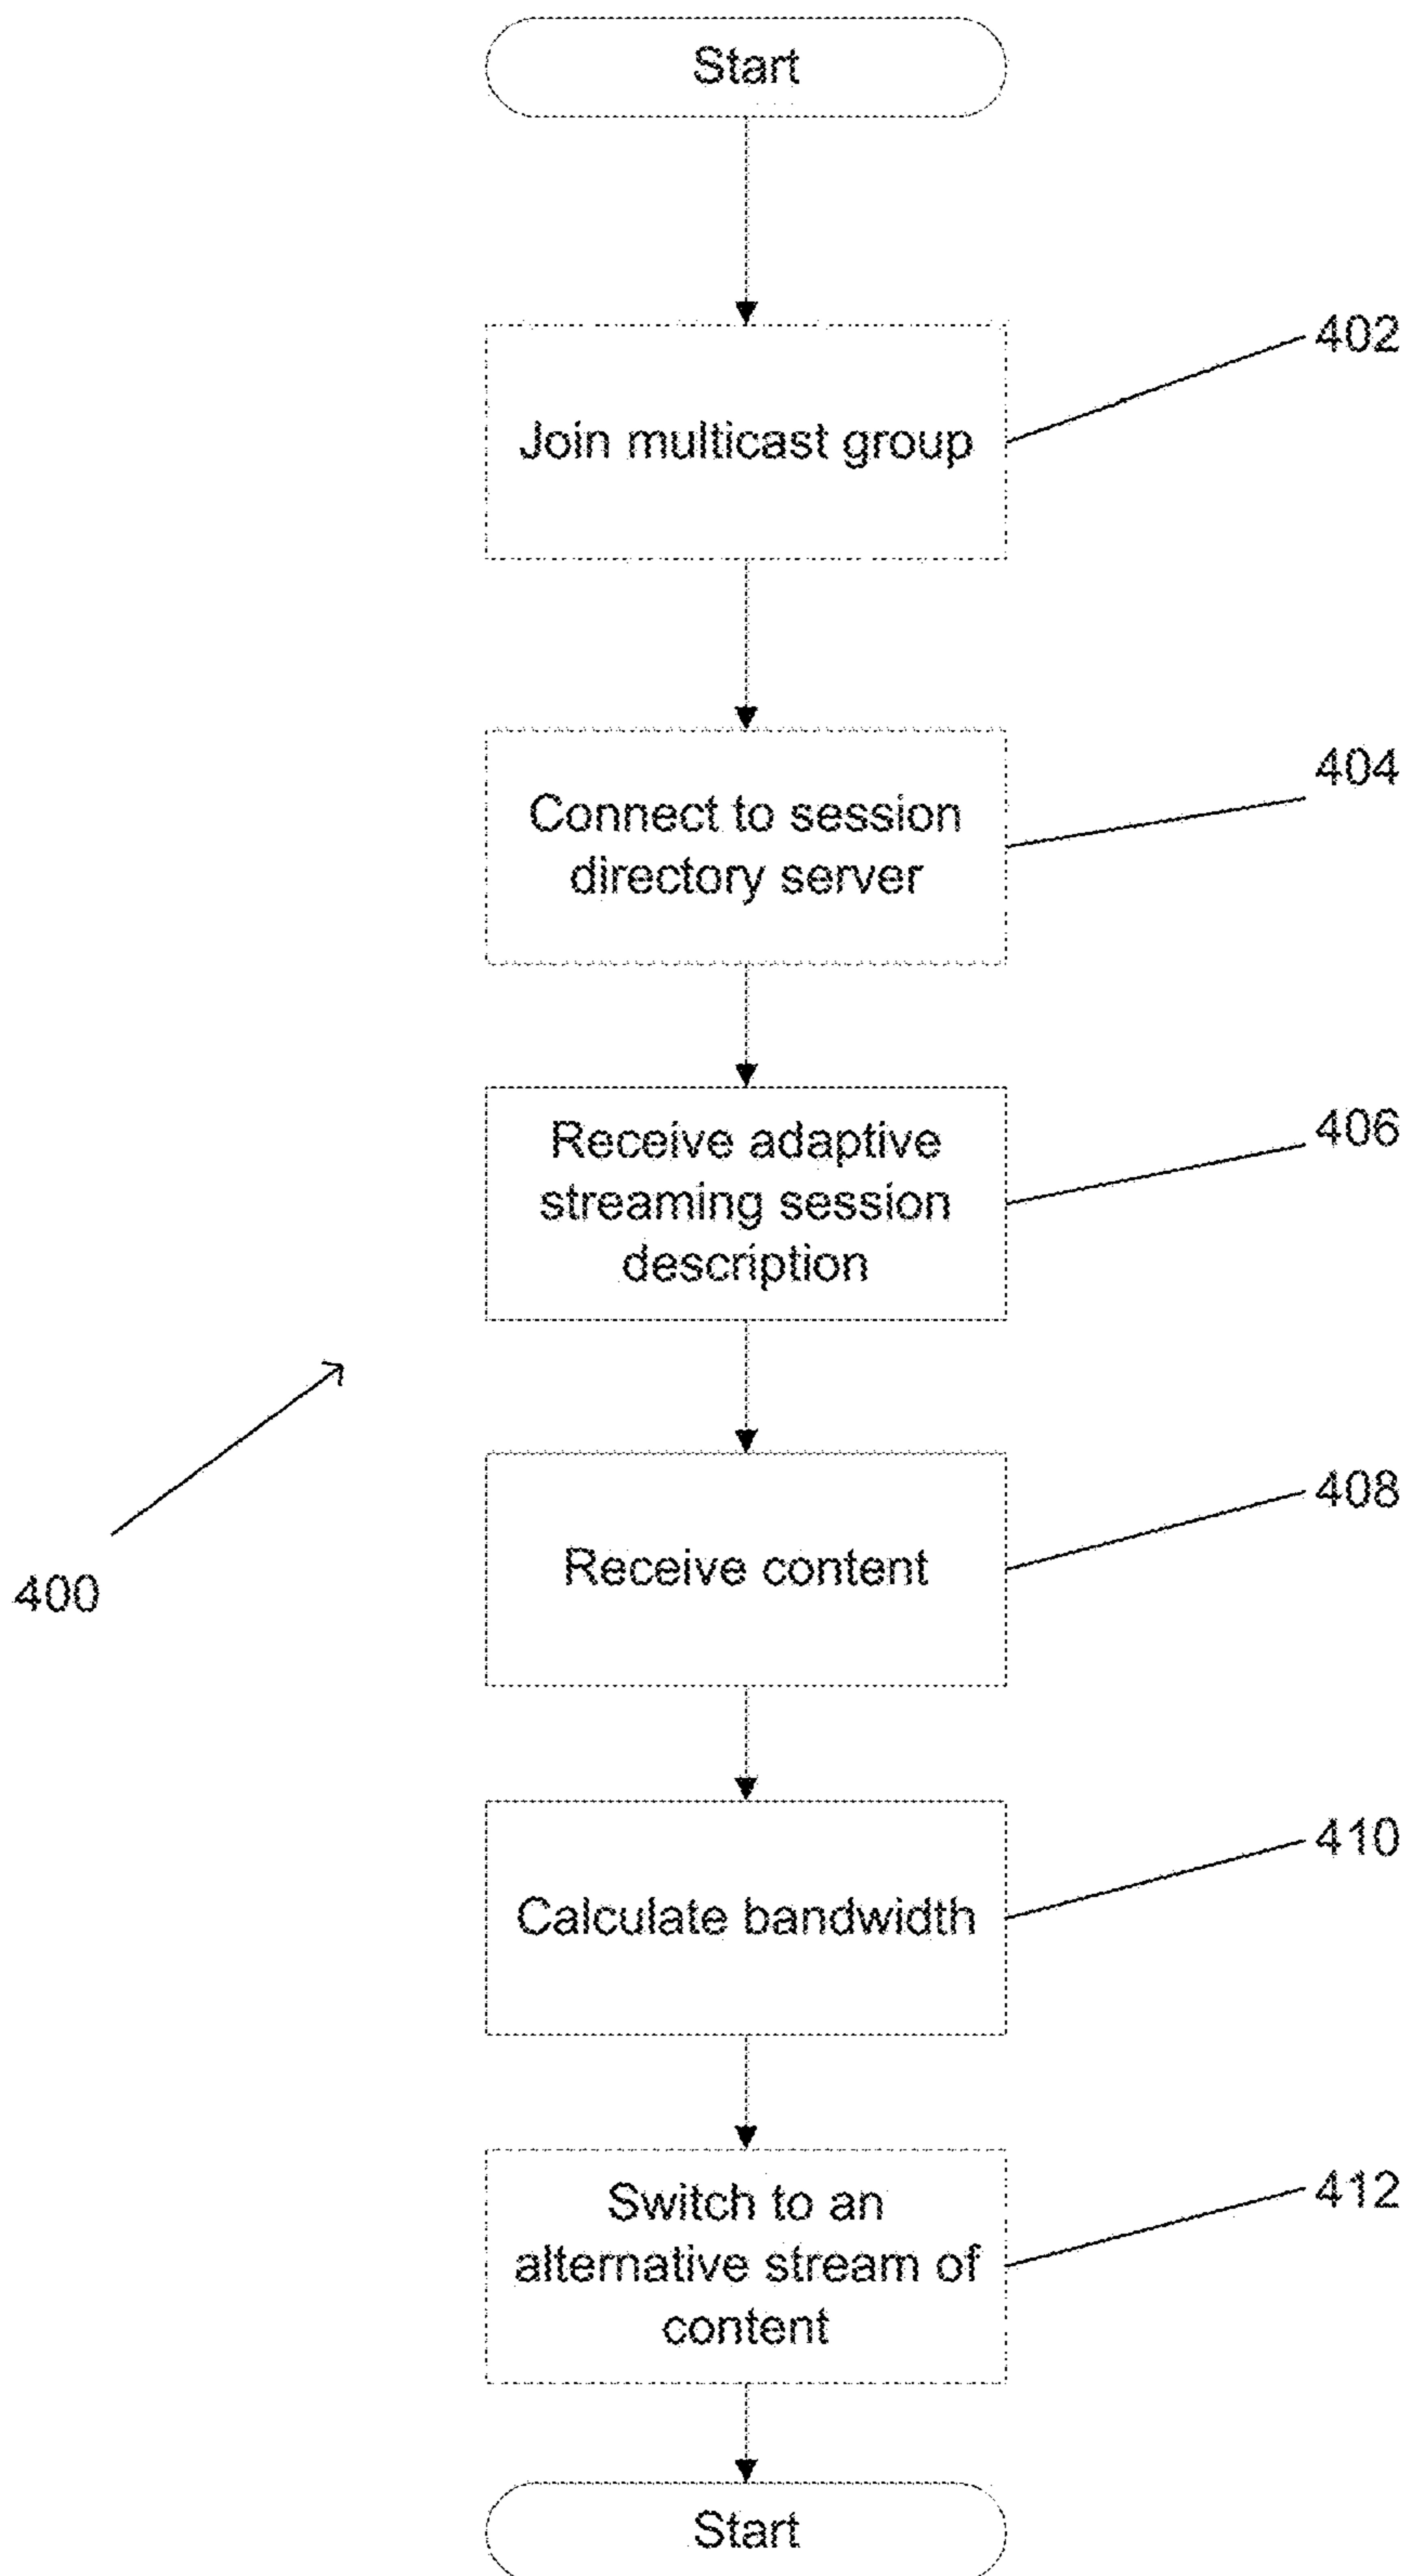 Start
402
Join multicast group
404
Connect to session
directory server
406
Receive adaptive
streaming session
description
408
Receive content
400
410
Calculate bandwidth
412
Switch to an
alternative stream of
content
Start